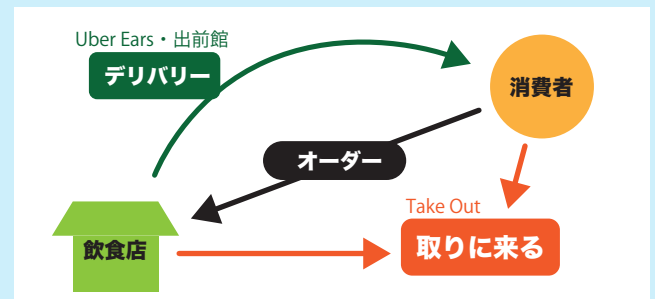 Uber Ears・出前館
デリバリー
消費者
オーダー
Take Out
取りに来る
飲食店